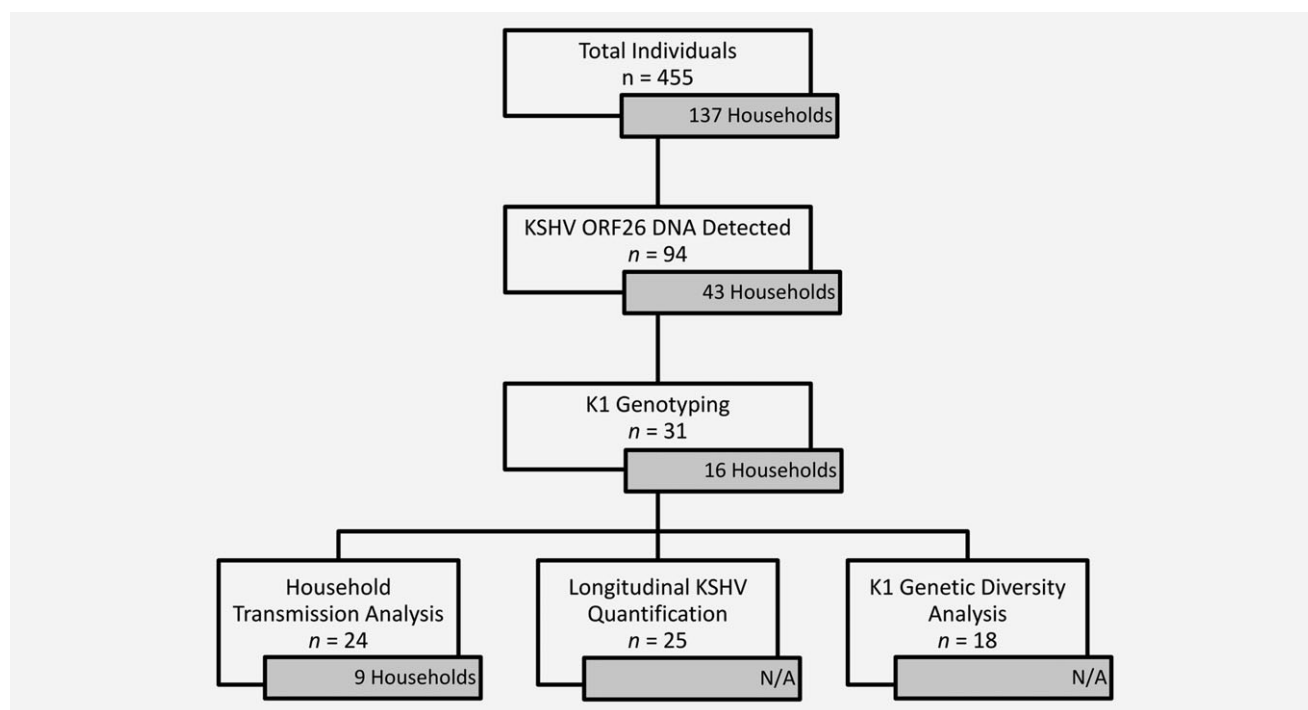 Total Individuals
n = 455
137 Households
KSHV ORF26 DNA Detected
n = 94
43 Households
K1 Genotyping
n = 31
16 Households
Household
Transmission Analysis
n = 24
9 Households
Longitudinal KSHV
Quantification
n = 25
N/A
K1 Genetic Diversity
Analysis
n = 18
N/A